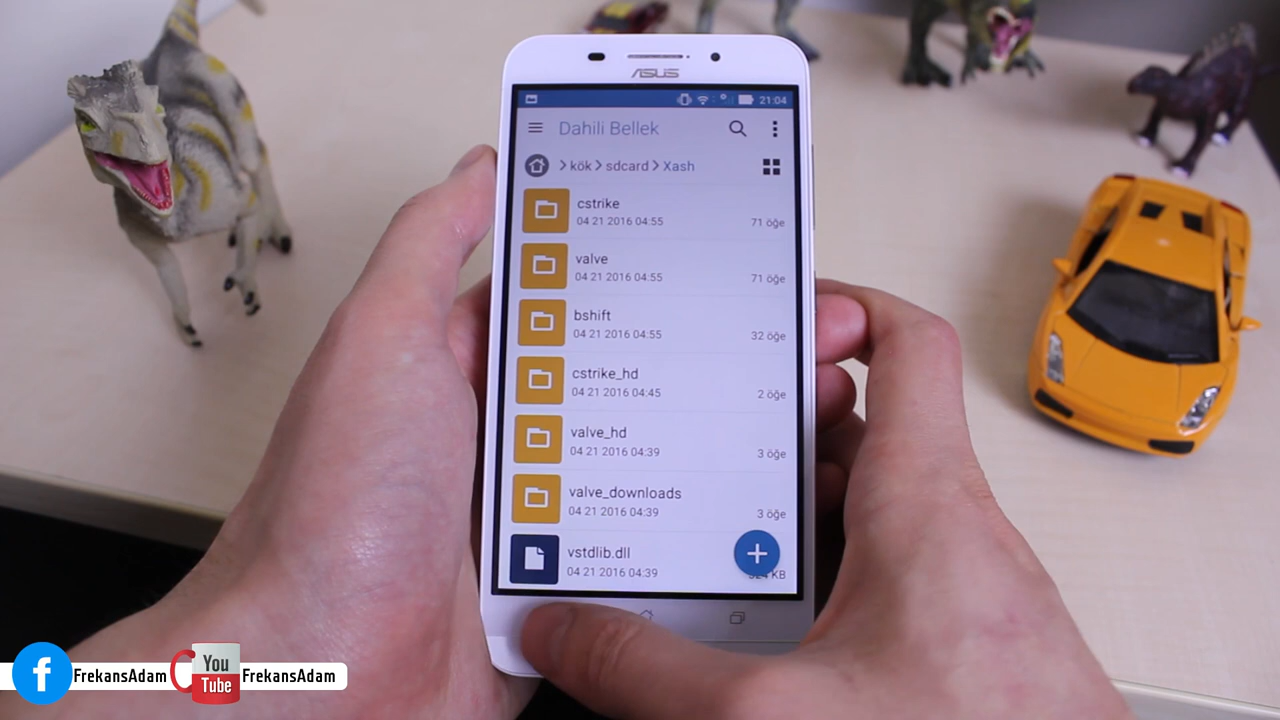 ASUS
21:04
Dahili Bellek
kök sdcard Xash
cstrike
04 21 2016 04:55
71 öğe
valve
04 21 2016 04:55
71 öğe
bshift
04 21 2016 04:55
32 öğe
cstrike_hd
04 21 2016 04:45
2 öğe
valve_hd
04 21 2016 04:39
3 öğe
valve_downloads
04 21 2016 04:39
3 öğe
vstdlib.dll
04 21 2016 04:39
324 KB
f FrekansAdam You Tube FrekansAdam